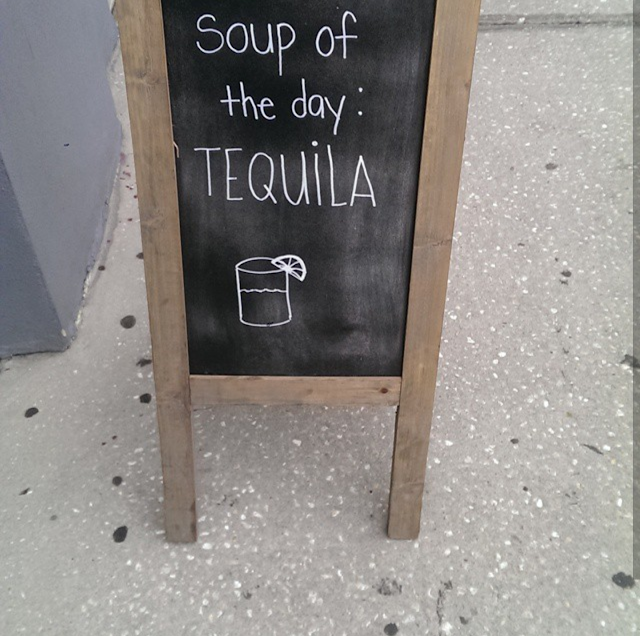 Soup of
the day:
TEQUiLA